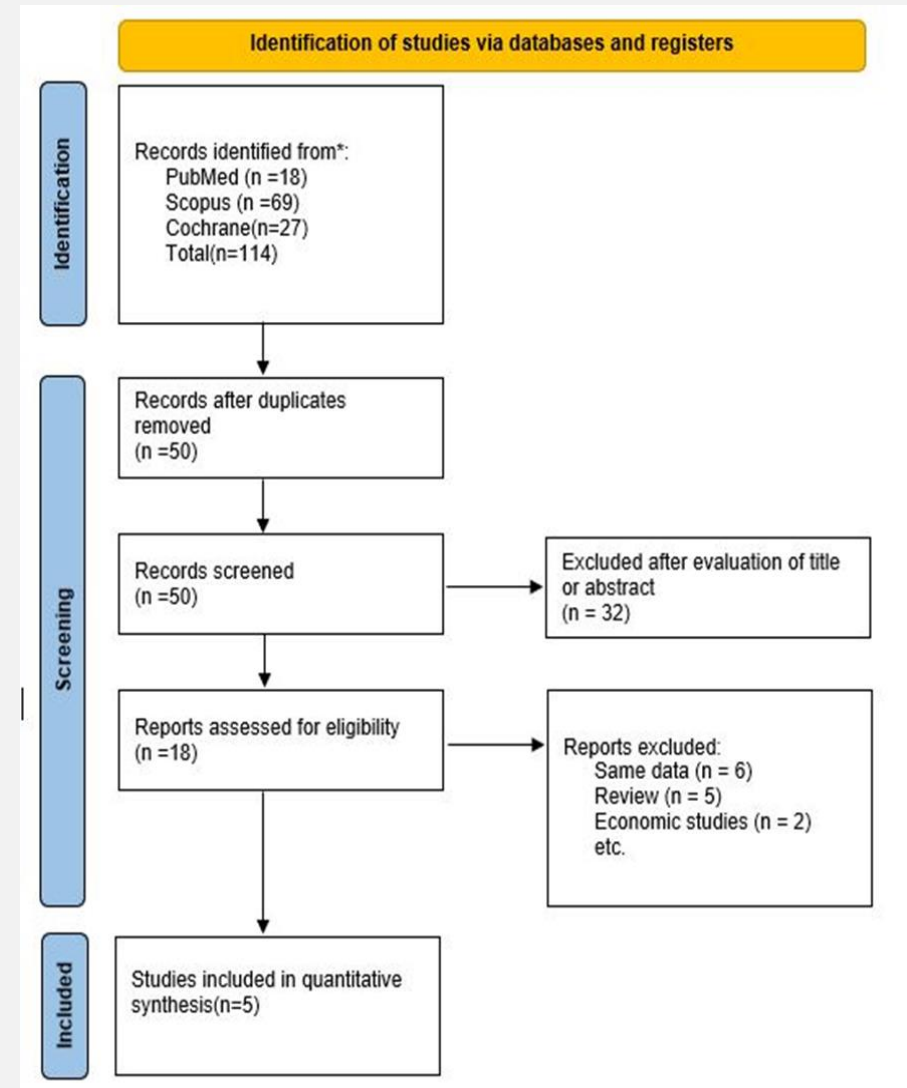 Identification of studies via databases and registers
Identification
Records identified from*:
PubMed (n =18)
Scopus (n =69)
Cochrane(n=27)
Total(n=114)
Screening
Records after duplicates
removed
(n =50)
Records screened
(n =50)
Excluded after evaluation of title
or abstract
(n = 32)
Reports assessed for eligibility
(n =18)
Reports excluded:
Same data (n = 6)
Review (n = 5)
Economic studies (n = 2)
etc.
Included
Studies included in quantitative
synthesis(n=5)